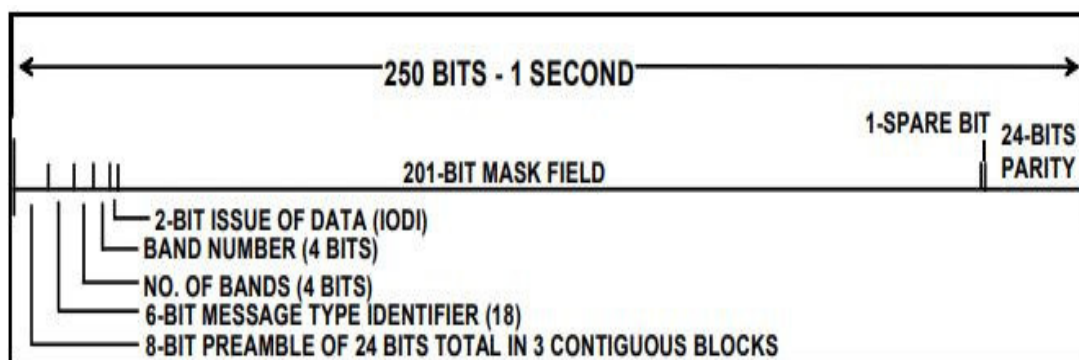 250 BITS - 1 SECOND
1-SPARE BIT
24-BITS
PARITY
201-BIT MASK FIELD
2-BIT ISSUE OF DATA (IODI)
BAND NUMBER (4 BITS)
NO. OF BANDS (4 BITS)
6-BIT MESSAGE TYPE IDENTIFIER (18)
8-BIT PREAMBLE OF 24 BITS TOTAL IN 3 CONTIGUOUS BLOCKS